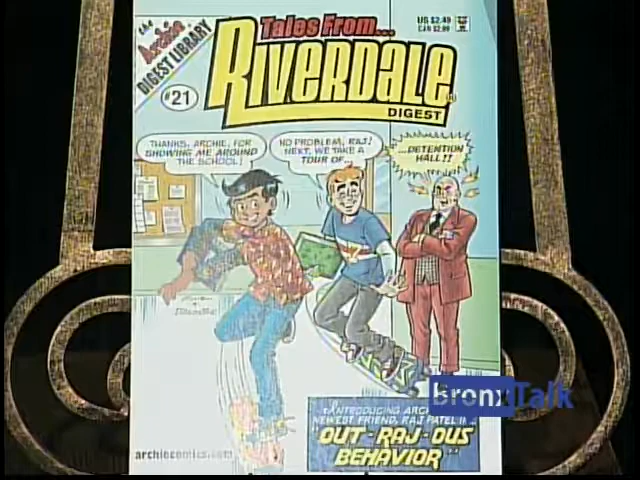 the
Archie
DIGEST LIBRARY
#21
Tales From...
RIVERDALE
DIGEST
US $2.49
CAN $2.99
THANKS, ARCHIE, FOR
SHOWING ME AROUND
THE SCHOOL!
NO PROBLEM, RAJ!
NEXT, WE TAKE A
TOUR OF...
...DETENTION
HALL!!
bronxTalk
INTRODUCING ARCHIE'S
NEWEST FRIEND, RAJ PATEL IN...
"OUT-RAJ-OUS
BEHAVIOR"
archiecomics.com